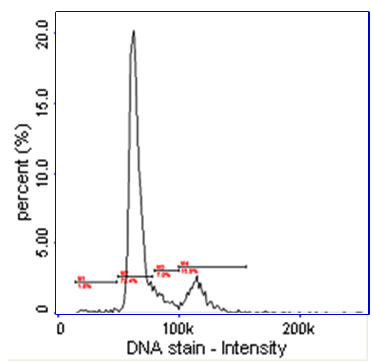 20.0
15.0
10.0
5.00
0
percent (%)
0 100k 200k
DNA stain - Intensity